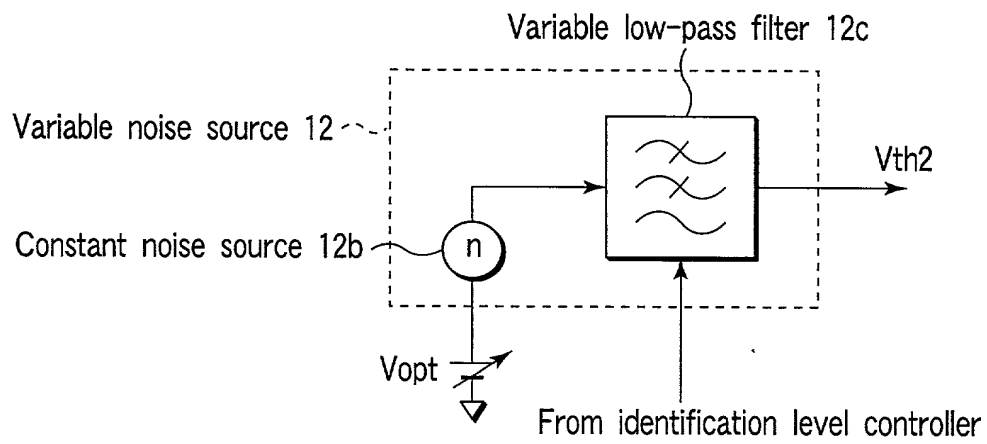 Variable low-pass filter 12c
Variable noise source 12
Vth2
Constant noise source 12b
n
Vopt
From identification level controller